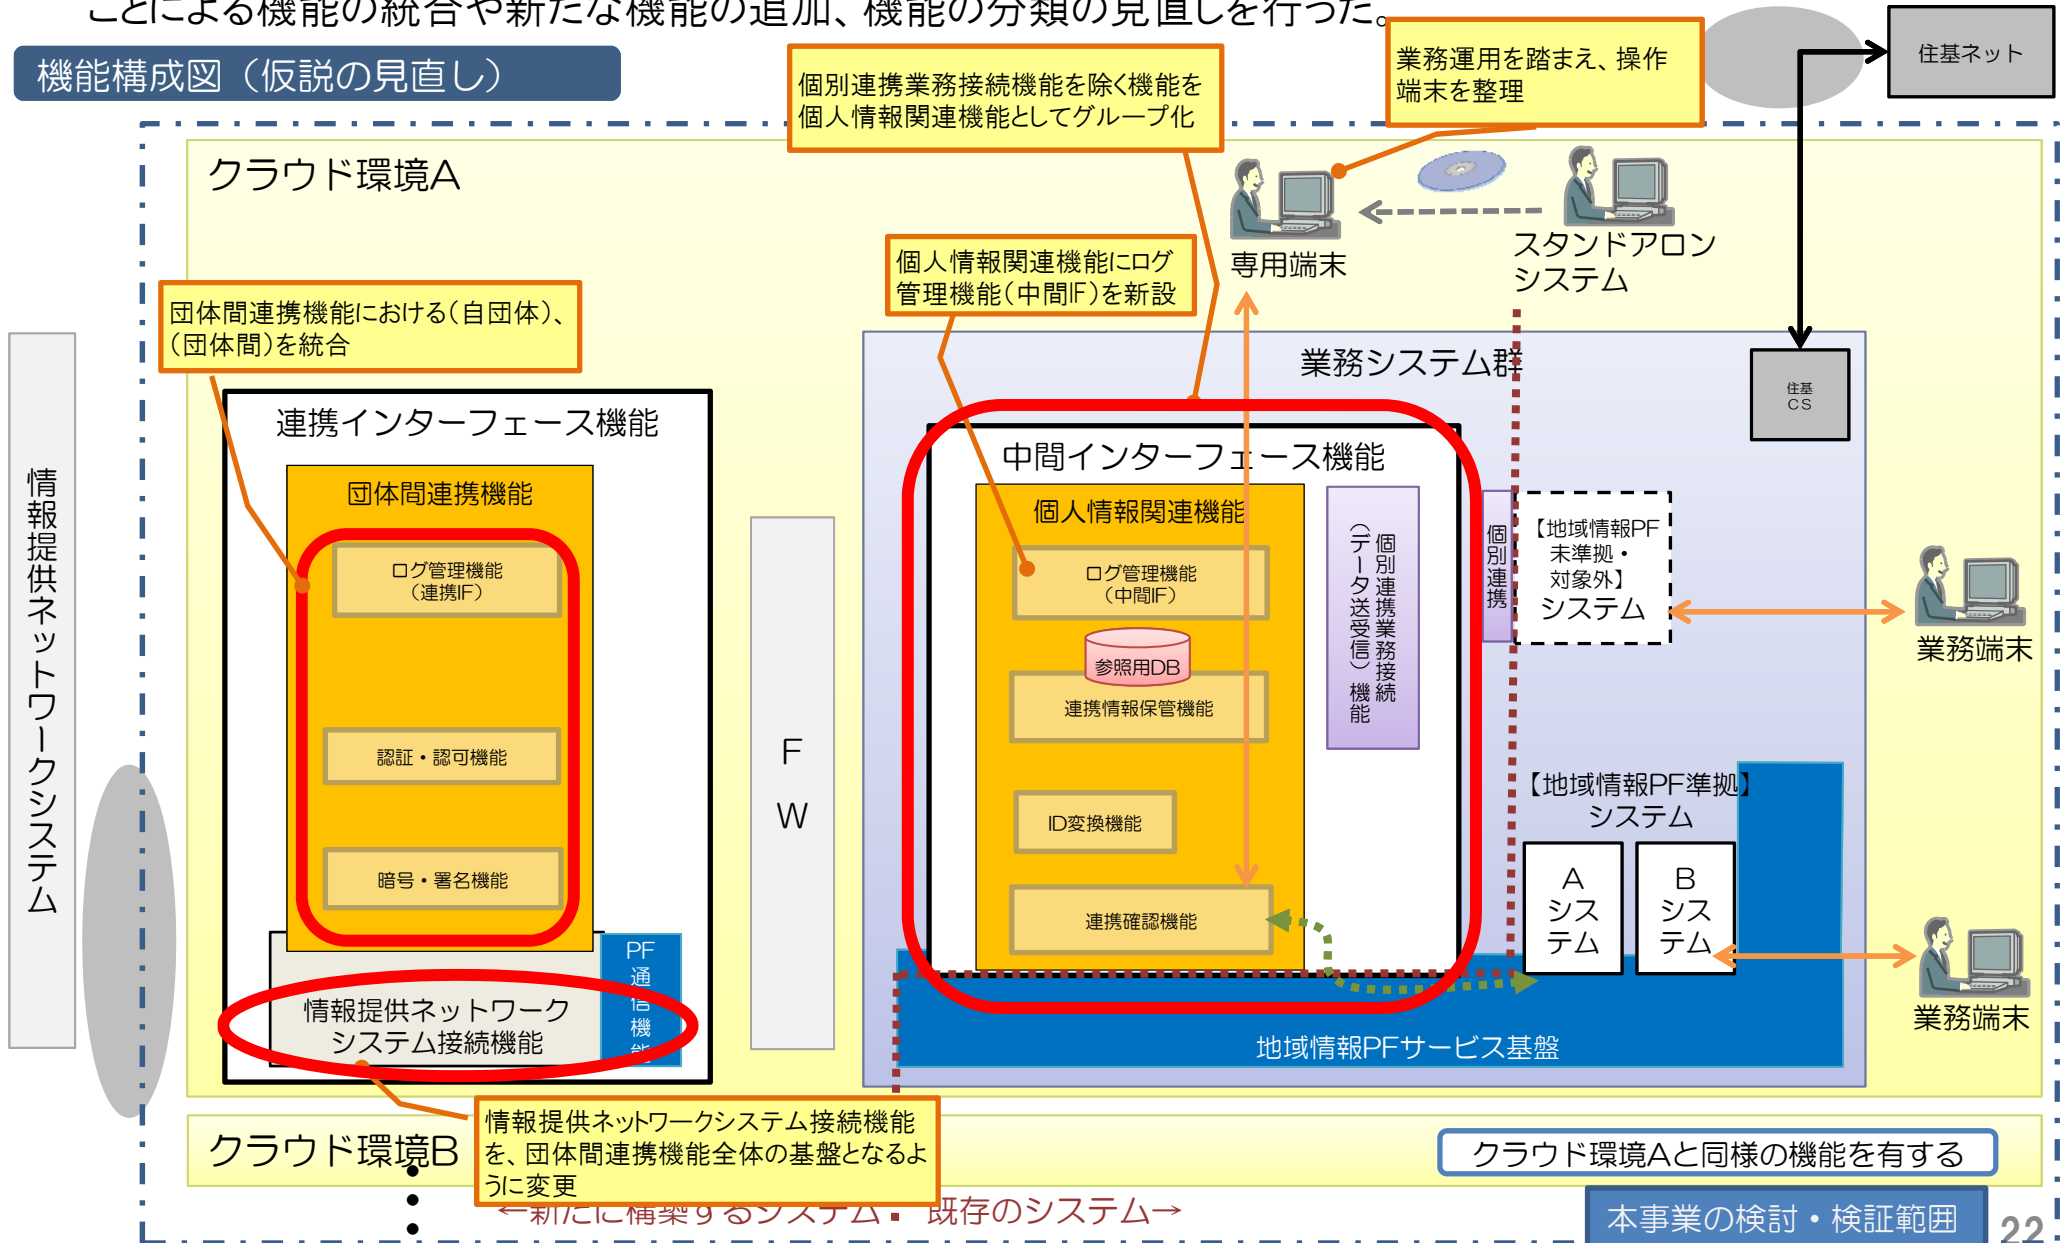 ことによる機能の統合や新たな機能の追加、機能の分類の見直しを行った。
機能構成図（仮説の見直し）
個別連携業務接続機能を除く機能を
個人情報関連機能としてグループ化
業務運用を踏まえ、操作
端末を整理
住基ネット
クラウド環境A
専用端末
スタンドアロン
システム
個人情報関連機能にログ
管理機能（中間IF）を新設
団体間連携機能における（自団体）、
（団体間）を統合
情報提供ネットワークシステム
連携インターフェース機能
団体間連携機能
ログ管理機能
（連携IF）
認証・認可機能
暗号・署名機能
情報提供ネットワーク
システム接続機能
PF
通
信
機
能
F
W
業務システム群
住基
CS
中間インターフェース機能
個人情報関連機能
ログ管理機能
（中間IF）
参照用DB
連携情報保管機能
ID変換機能
連携確認機能
個別連携業務接続
（データ送受信）機能
個別連携
【地域情報PF
未準拠・
対象外】
システム
業務端末
【地域情報PF準拠】
システム
A
シス
テム
B
シス
テム
業務端末
地域情報PFサービス基盤
クラウド環境B
情報提供ネットワークシステム接続機能
を、団体間連携機能全体の基盤となるよ
うに変更
クラウド環境Aと同様の機能を有する
←新たに構築するシステム
既存のシステム→
本事業の検討・検証範囲
22